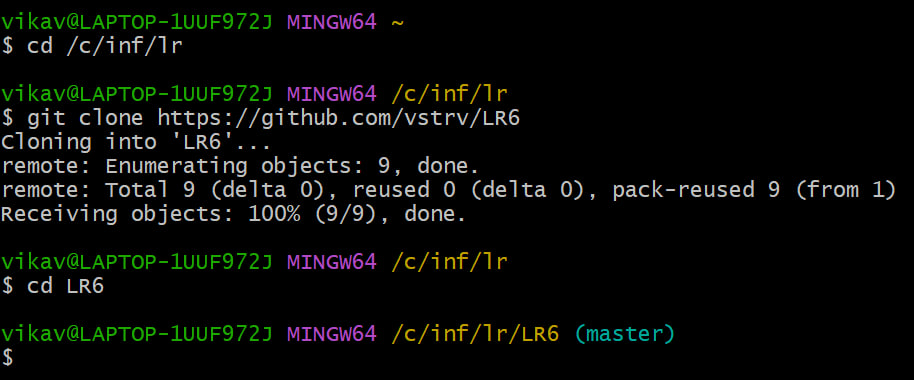 vikav@LAPTOP-1UUF972J MINGW64 ~
$ cd /c/inf/lr
vikav@LAPTOP-1UUF972J MINGW64 /c/inf/lr
$ git clone https://github.com/vstrv/LR6
Cloning into 'LR6'...
remote: Enumerating objects: 9, done.
remote: Total 9 (delta 0), reused 0 (delta 0), pack-reused 9 (from 1)
Receiving objects: 100% (9/9), done.
vikav@LAPTOP-1UUF972J MINGW64 /c/inf/lr
$ cd LR6
vikav@LAPTOP-1UUF972J MINGW64 /c/inf/lr/LR6 (master)
$